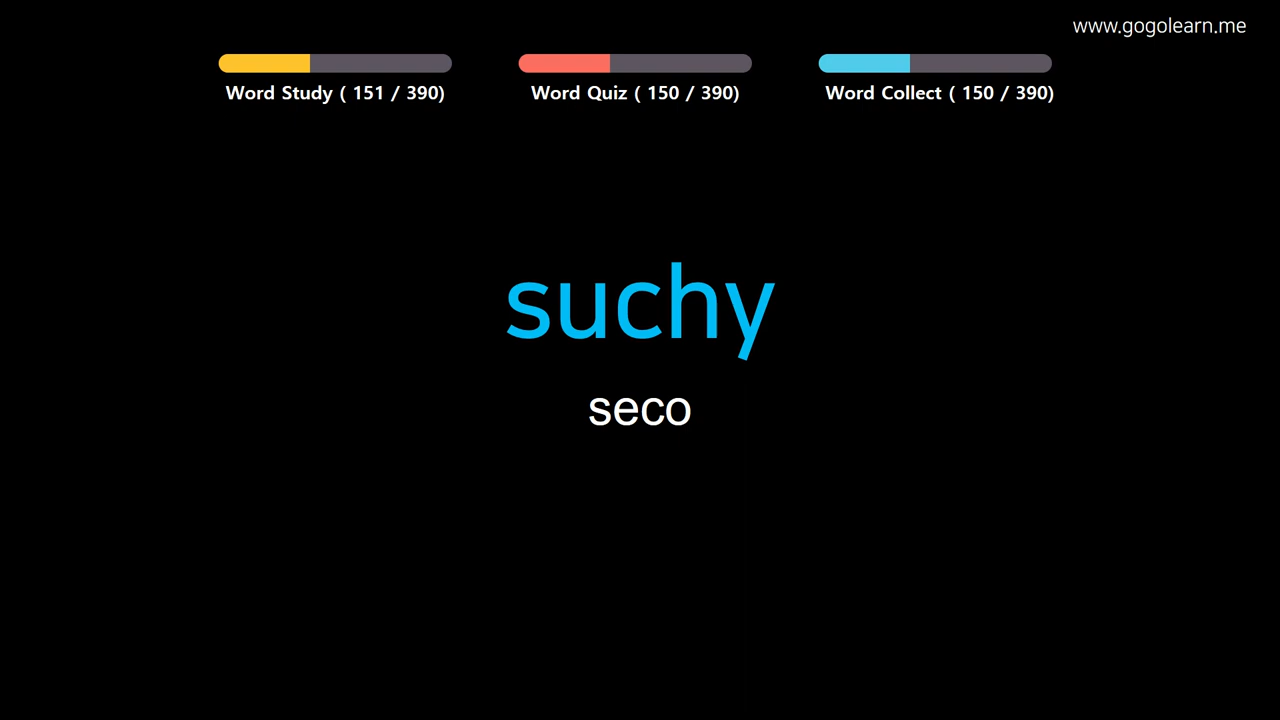 www.gogolearn.me
Word Study ( 151 / 390)
Word Quiz ( 150 / 390)
Word Collect ( 150 / 390)
suchy
seco